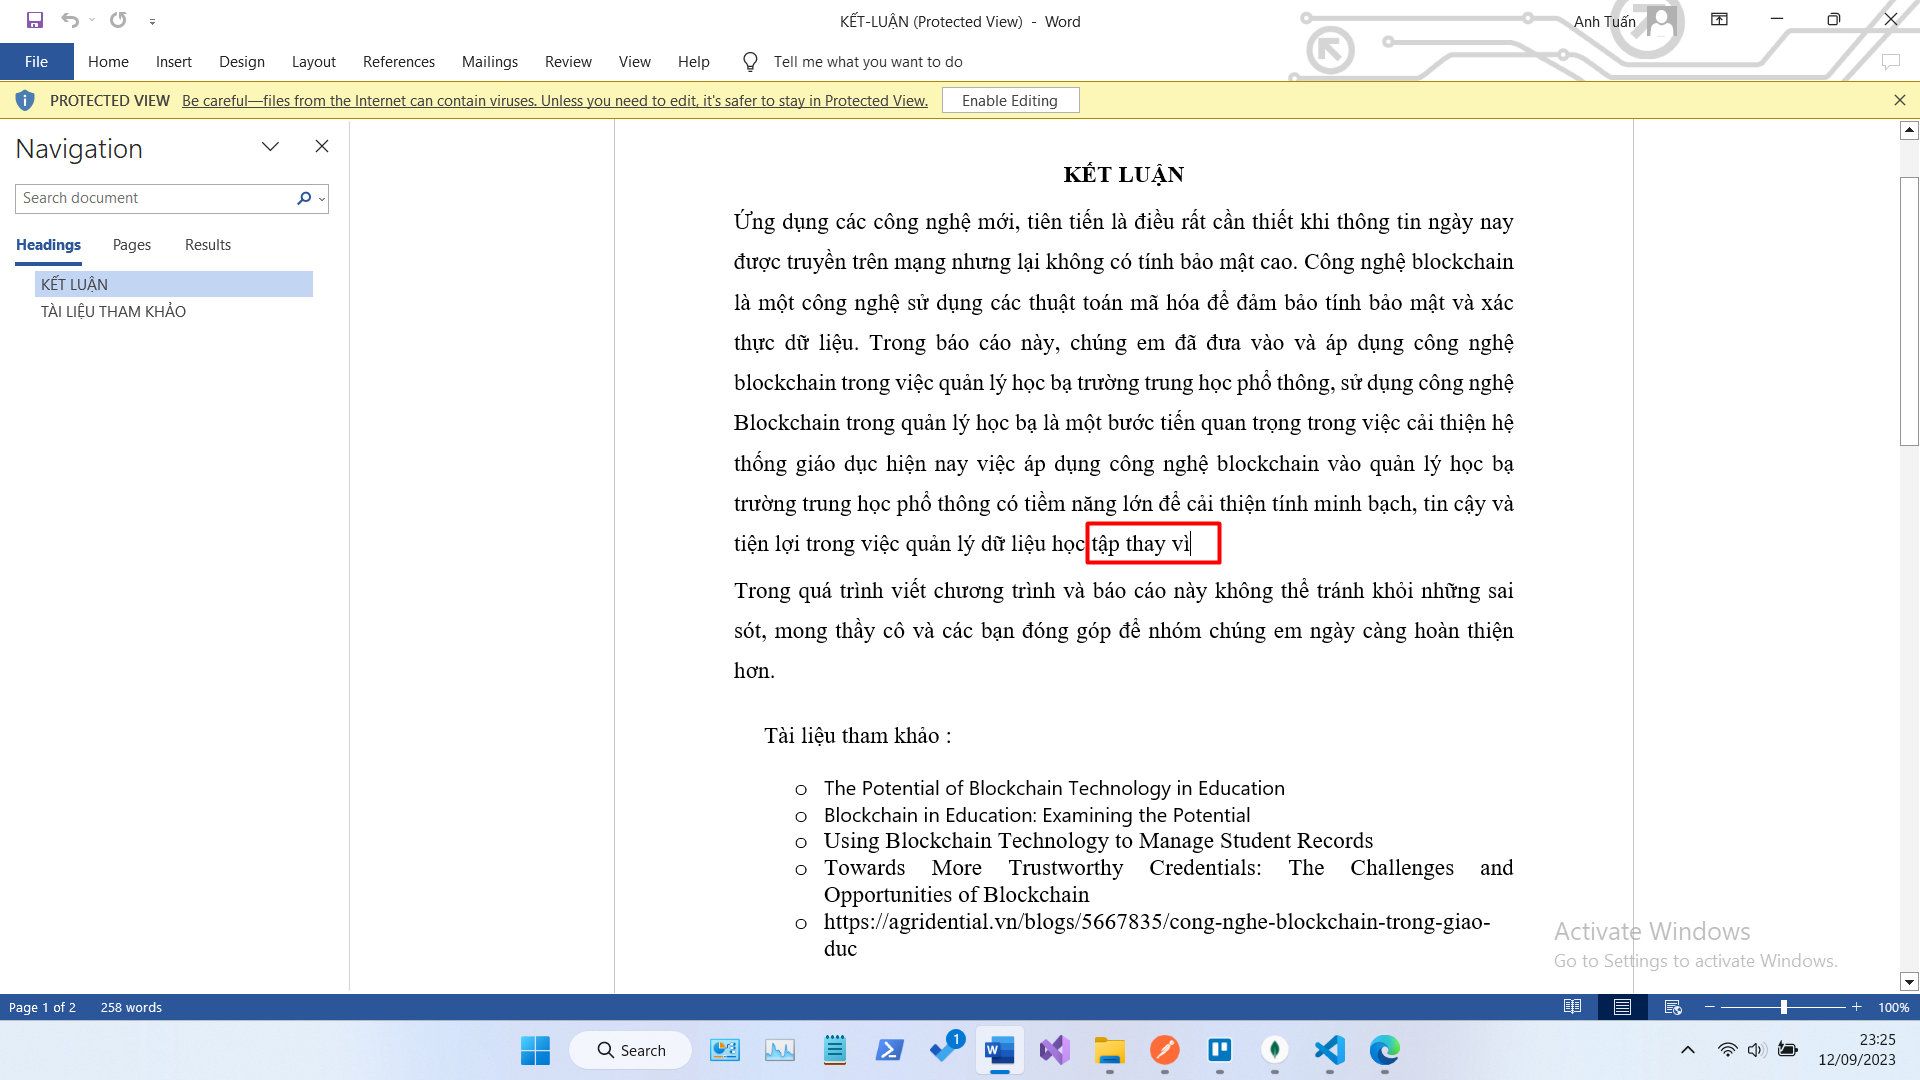 KẾT-LUẬN (Protected View) - Word
Anh Tuấn
File Home Insert Design Layout References Mailings Review View Help Tell me what you want to do
PROTECTED VIEW Be careful—files from the Internet can contain viruses. Unless you need to edit, it's safer to stay in Protected View. Enable Editing
Navigation
Search document
Headings Pages Results
KẾT LUẬN
TÀI LIỆU THAM KHẢO
KẾT LUẬN
Ứng dụng các công nghệ mới, tiên tiến là điều rất cần thiết khi thông tin ngày nay
được truyền trên mạng nhưng lại không có tính bảo mật cao. Công nghệ blockchain
là một công nghệ sử dụng các thuật toán mã hóa để đảm bảo tính bảo mật và xác
thực dữ liệu. Trong báo cáo này, chúng em đã đưa vào và áp dụng công nghệ
blockchain trong việc quản lý học bạ trường trung học phổ thông, sử dụng công nghệ
Blockchain trong quản lý học bạ là một bước tiến quan trọng trong việc cải thiện hệ
thống giáo dục hiện nay việc áp dụng công nghệ blockchain vào quản lý học bạ
trường trung học phổ thông có tiềm năng lớn để cải thiện tính minh bạch, tin cậy và
tiện lợi trong việc quản lý dữ liệu học tập thay vì
Trong quá trình viết chương trình và báo cáo này không thể tránh khỏi những sai
sót, mong thầy cô và các bạn đóng góp để nhóm chúng em ngày càng hoàn thiện
hơn.
Tài liệu tham khảo :
o The Potential of Blockchain Technology in Education
o Blockchain in Education: Examining the Potential
o Using Blockchain Technology to Manage Student Records
o Towards More Trustworthy Credentials: The Challenges and
Opportunities of Blockchain
o https://agridential.vn/blogs/5667835/cong-nghe-blockchain-trong-giao-
duc
Activate Windows
Go to Settings to activate Windows.
Page 1 of 2 258 words
100%
Search
1
23:25
12/09/2023